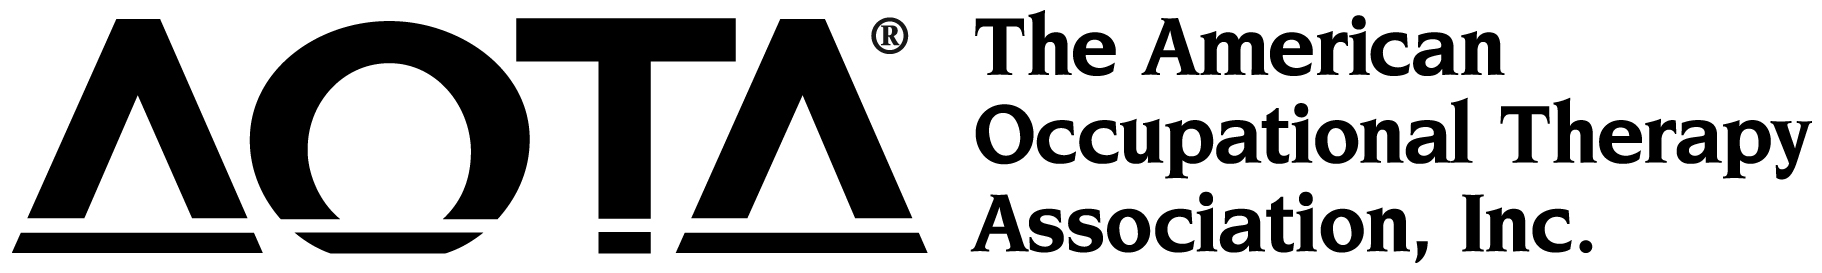 AOTA®
The American
Occupational Therapy
Association, Inc.